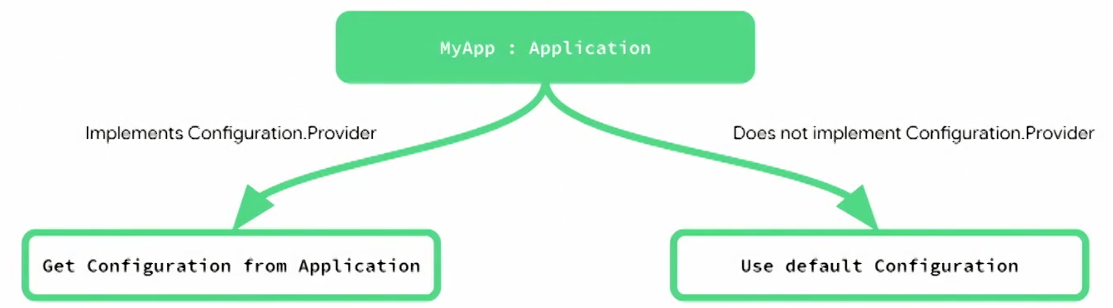 MyApp : Application
Implements Configuration.Provider
Does not implement Configuration.Provider
Get Configuration from Application
Use default Configuration